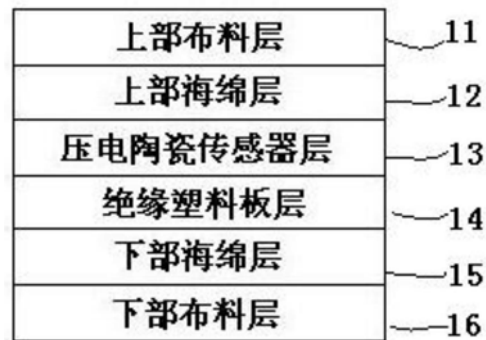 上部布料层 11
上部海绵层 12
压电陶瓷传感器层 13
绝缘塑料板层 14
下部海绵层 15
下部布料层 16